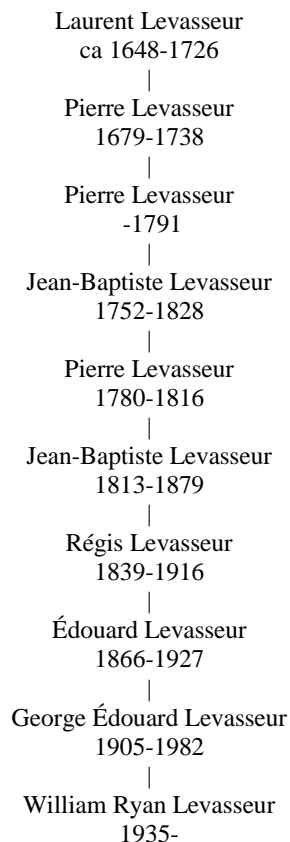 Laurent Levasseur
ca 1648-1726
|
Pierre Levasseur
1679-1738
|
Pierre Levasseur
-1791
|
Jean-Baptiste Levasseur
1752-1828
|
Pierre Levasseur
1780-1816
|
Jean-Baptiste Levasseur
1813-1879
|
Régis Levasseur
1839-1916
|
Édouard Levasseur
1866-1927
|
George Édouard Levasseur
1905-1982
|
William Ryan Levasseur
1935-